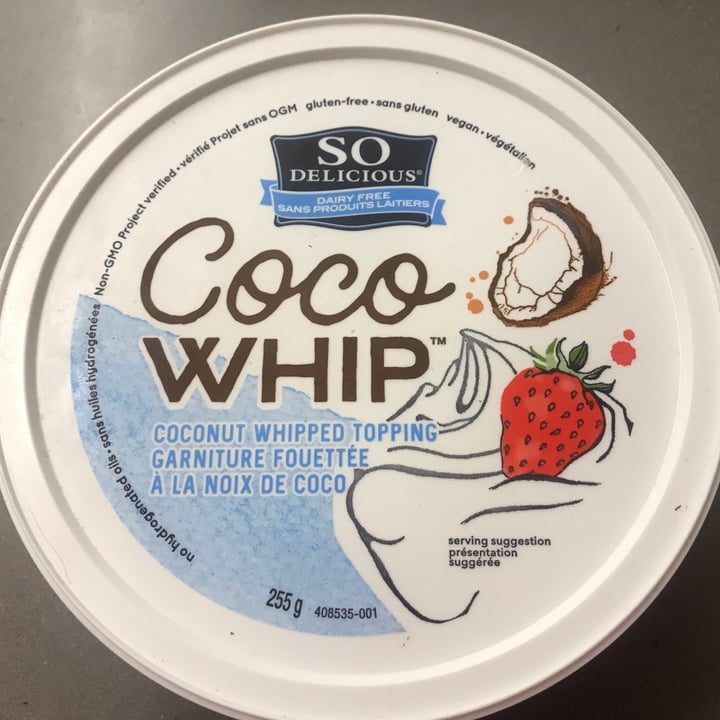 no hydrogenated oils • sans huiles hydrogénées Non-GMO Project verified • vérifié Projet sans OGM gluten-free • sans gluten vegan • végétalien
SO
DELICIOUS®
DAIRY FREE
SANS PRODUITS LAITIERS
Coco
WHIP™
COCONUT WHIPPED TOPPING
GARNITURE FOUETTÉE
À LA NOIX DE COCO
serving suggestion
présentation
suggérée
255 g 408535-001